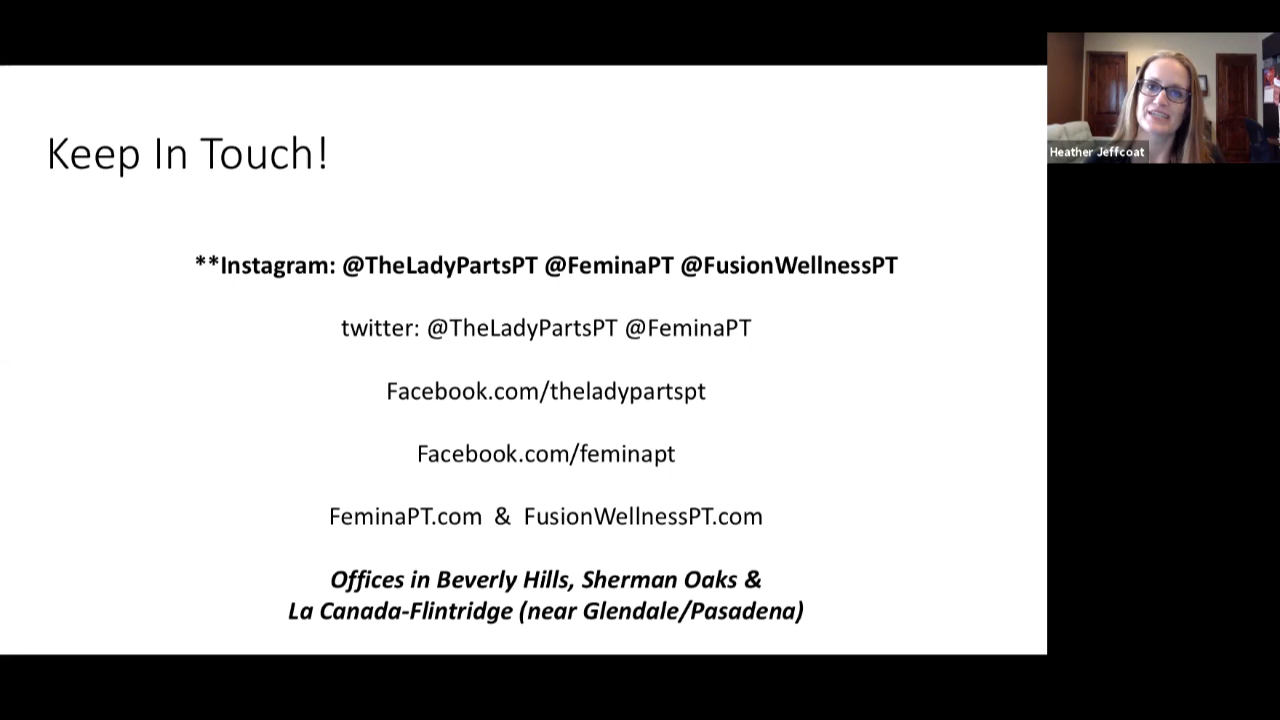 Keep In Touch!
**Instagram: @TheLadyPartsPT @FeminaPT @FusionWellnessPT
twitter: @TheLadyPartsPT @FeminaPT
Facebook.com/theladypartspt
Facebook.com/feminapt
FeminaPT.com & FusionWellnessPT.com
Offices in Beverly Hills, Sherman Oaks &
La Canada-Flintridge (near Glendale/Pasadena)
Heather Jeffcoat